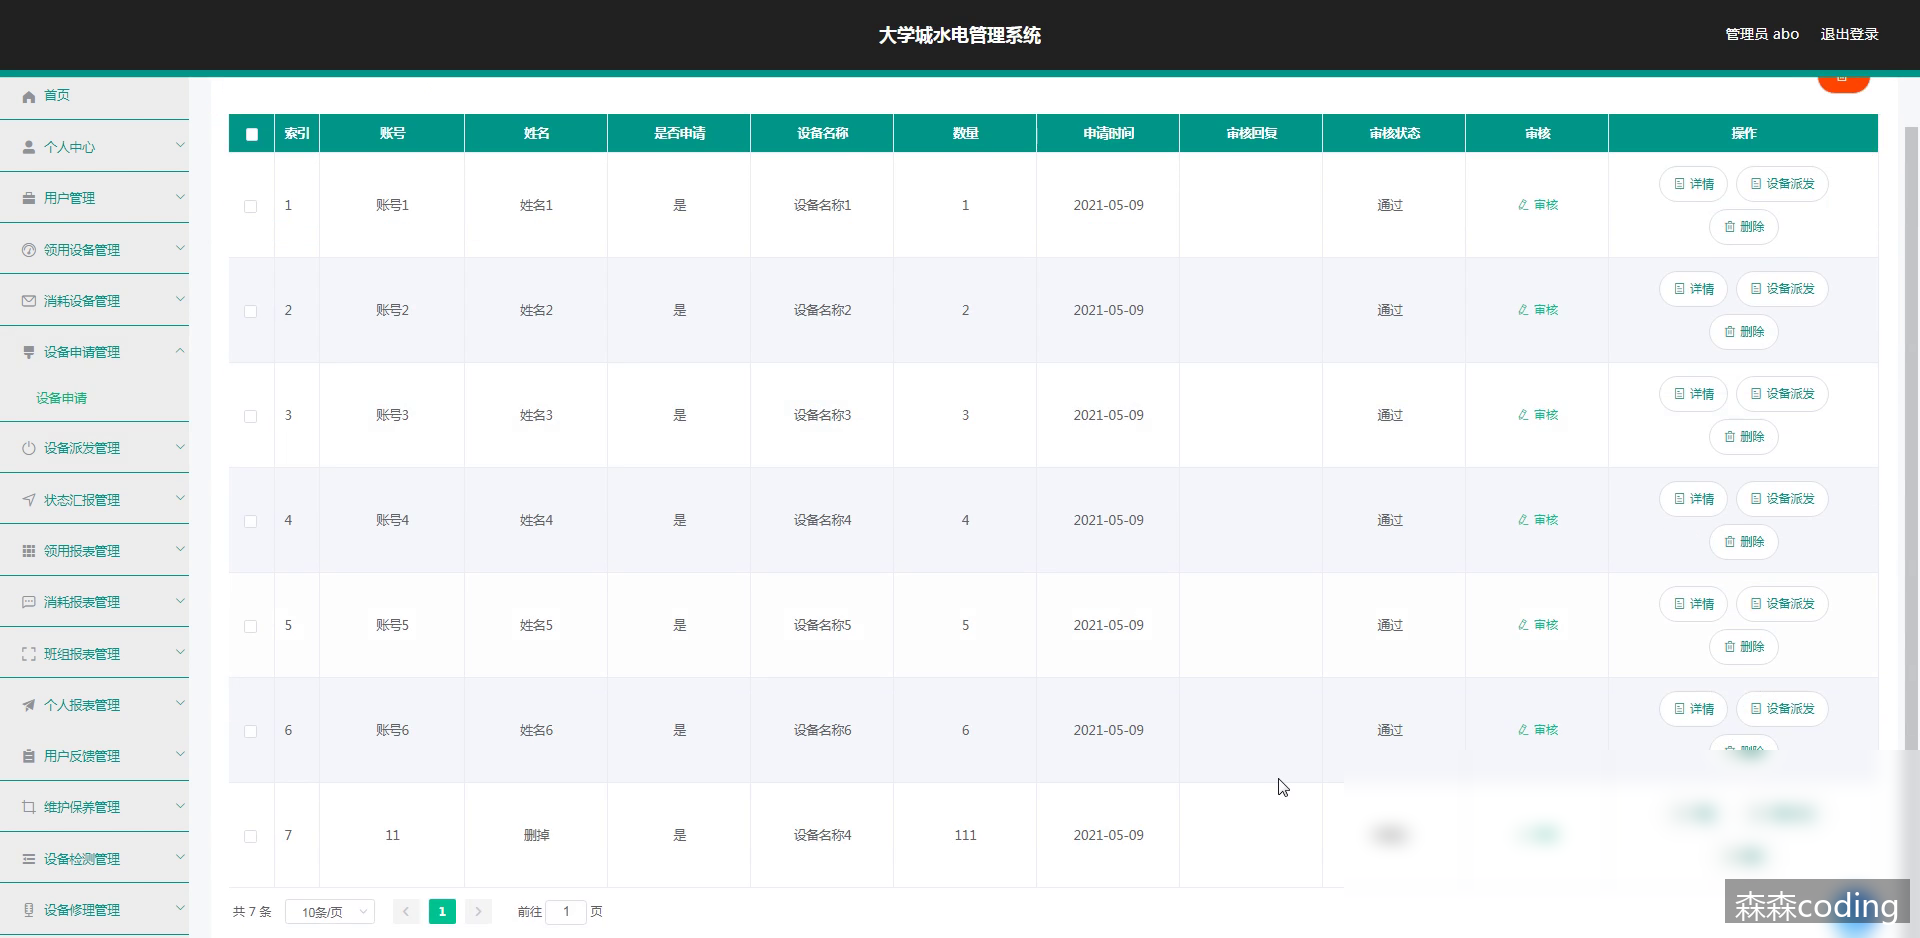 大学城水电管理系统
管理员 abo 退出登录
首页
个人中心
用户管理
领用设备管理
消耗设备管理
设备申请管理
设备申请
设备派发管理
状态汇报管理
领用报表管理
消耗报表管理
班组报表管理
个人报表管理
用户反馈管理
维护保养管理
设备检测管理
设备修理管理
索引 账号 姓名 是否申请 设备名称 数量 申请时间 审核回复 审核状态 审核 操作
1 账号1 姓名1 是 设备名称1 1 2021-05-09 通过 审核 详情 设备派发
删除
2 账号2 姓名2 是 设备名称2 2 2021-05-09 通过 审核 详情 设备派发
删除
3 账号3 姓名3 是 设备名称3 3 2021-05-09 通过 审核 详情 设备派发
删除
4 账号4 姓名4 是 设备名称4 4 2021-05-09 通过 审核 详情 设备派发
删除
5 账号5 姓名5 是 设备名称5 5 2021-05-09 通过 审核 详情 设备派发
删除
6 账号6 姓名6 是 设备名称6 6 2021-05-09 通过 审核 详情 设备派发
7 11 删掉 是 设备名称4 111 2021-05-09
共 7 条 10条/页 1 前往 1 页
森森coding